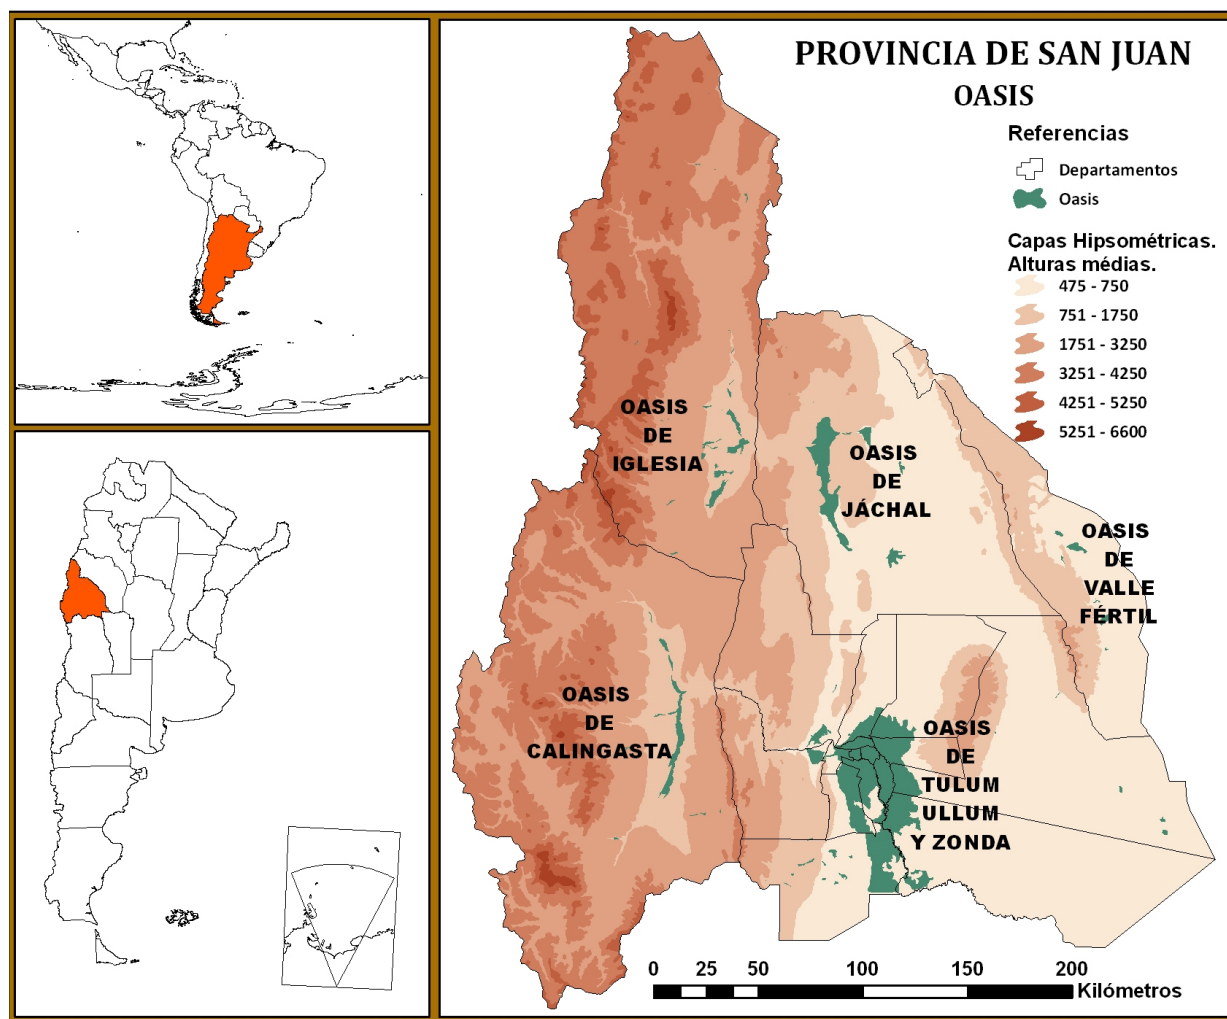 PROVINCIA DE SAN JUAN
OASIS
Referencias
Departamentos
Oasis
Capas Hipsométricas.
Alturas médias.
475 - 750
751 - 1750
1751 - 3250
3251 - 4250
4251 - 5250
5251 - 6600
OASIS
DE
IGLESIA
OASIS
DE
JÁCHAL
OASIS
DE
VALLE
FÉRTIL
OASIS
DE
CALINGASTA
OASIS
DE
TULUM
ULLUM
Y ZONDA
0 25 50 100 150 200
Kilómetros